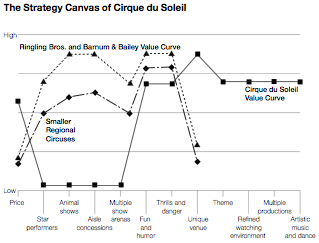 The Strategy Canvas of Cirque du Soleil
High
Ringling Bros. and Barnum & Bailey Value Curve
Cirque du Soleil
Value Curve
Smaller
Regional
Circuses
Low
Price
Animal
shows
Multiple
show
arenas
Thrills and
danger
Theme
Multiple
productions
Star
performers
Aisle
concessions
Fun
and
humor
Unique
venue
Refined
watching
environment
Artistic
music
and dance